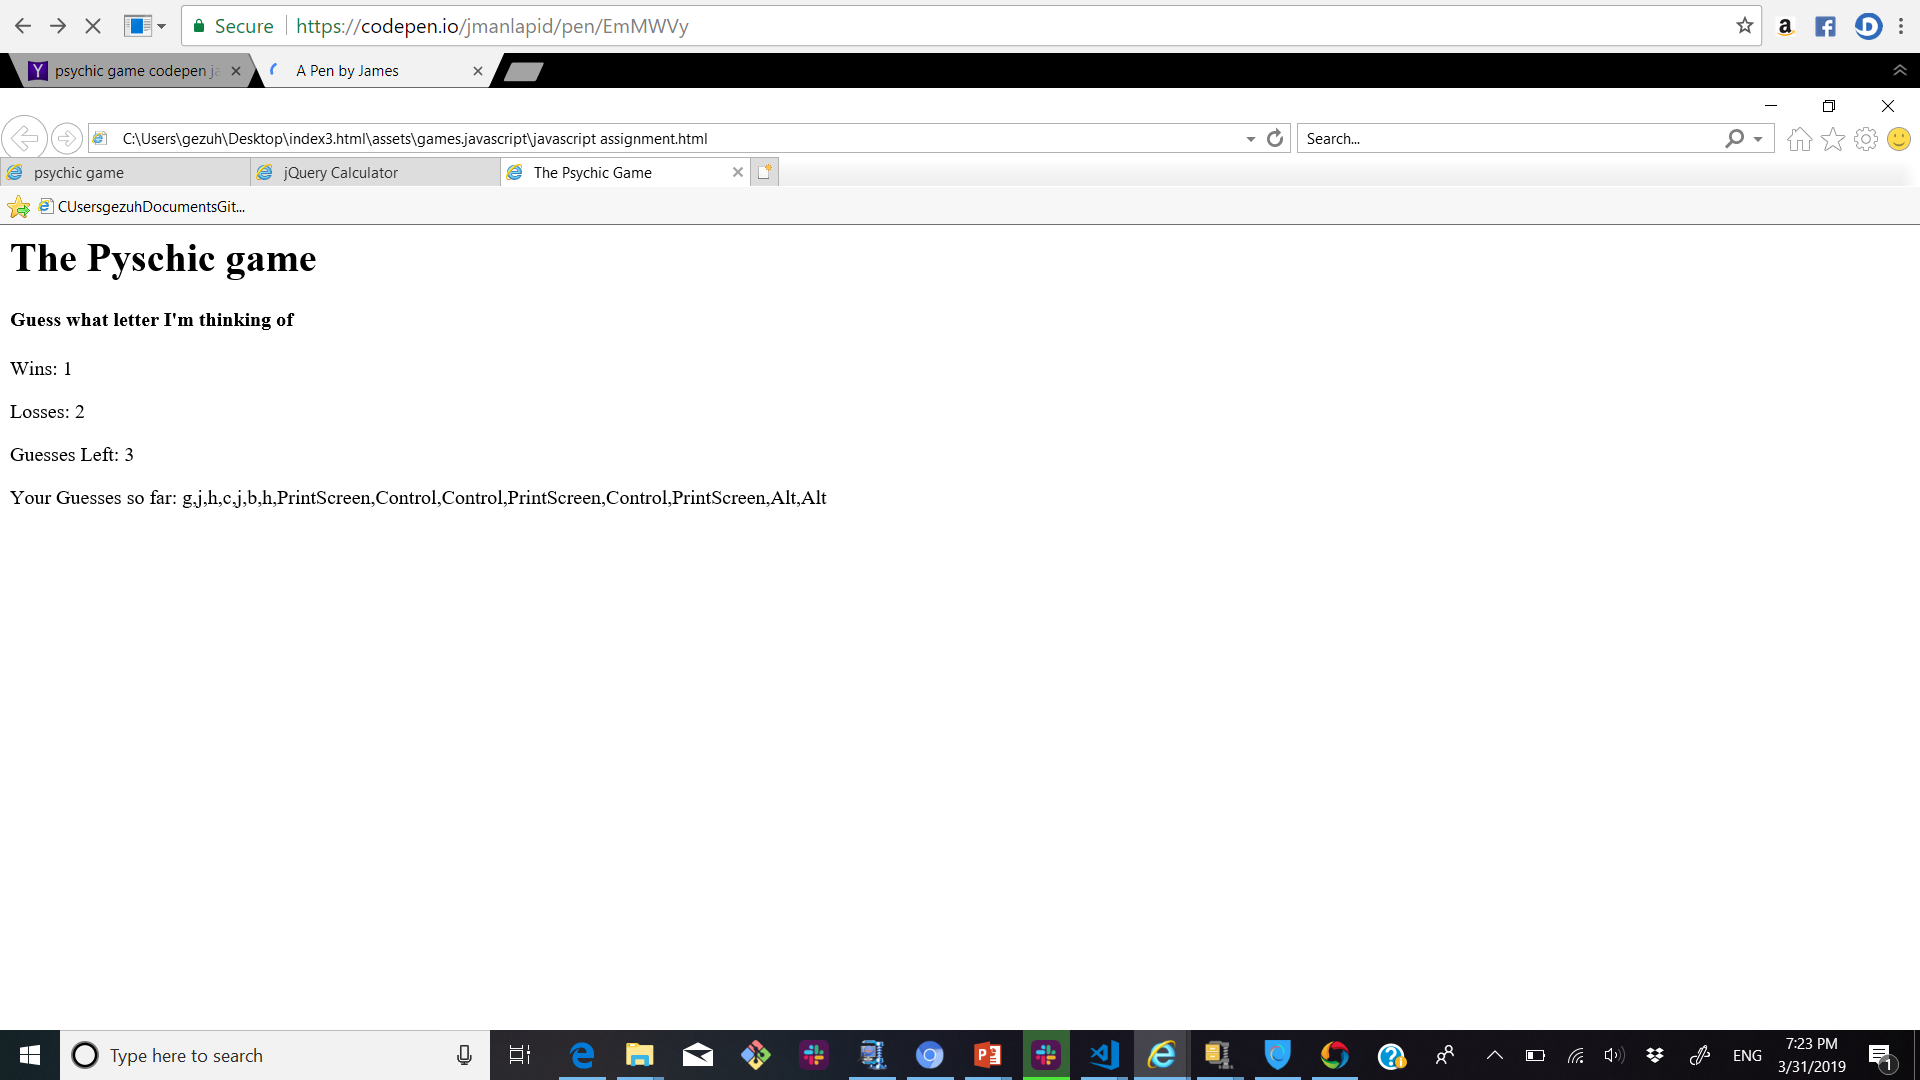 Secure https://codepen.io/jmanlapid/pen/EmMWVy
psychic game codepen ja
A Pen by James
C:\Users\gezuh\Desktop\index3.html\assets\games.javascript\javascript assignment.html
Search...
psychic game
jQuery Calculator
The Psychic Game
CUsersgezuhDocumentsGit...
The Pyschic game
Guess what letter I'm thinking of
Wins: 1
Losses: 2
Guesses Left: 3
Your Guesses so far: g,j,h,c,j,b,h,PrintScreen,Control,Control,PrintScreen,Control,PrintScreen,Alt,Alt
Type here to search
ENG
7:23 PM
3/31/2019
1